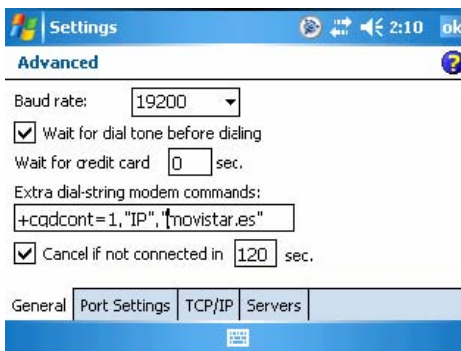 Settings 2:10 ok
Advanced ?
Baud rate: 19200
Wait for dial tone before dialing
Wait for credit card 0 sec.
Extra dial-string modem commands:
+cgdcont=1,"IP","movistar.es"
Cancel if not connected in 120 sec.
General Port Settings TCP/IP Servers